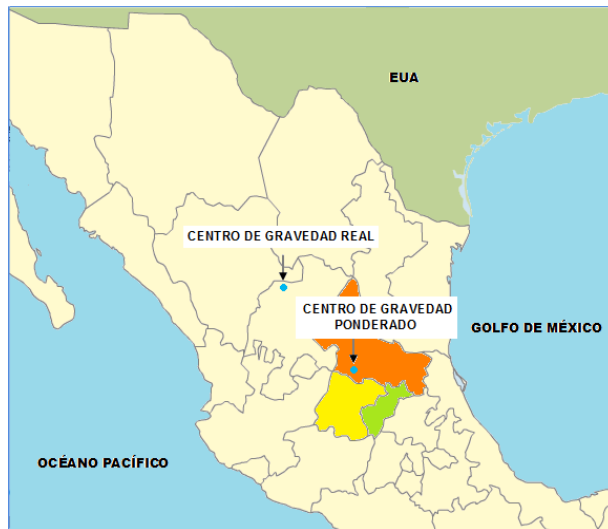 EUA
CENTRO DE GRAVEDAD REAL
CENTRO DE GRAVEDAD
PONDERADO
GOLFO DE MÉXICO
OCÉANO PACÍFICO